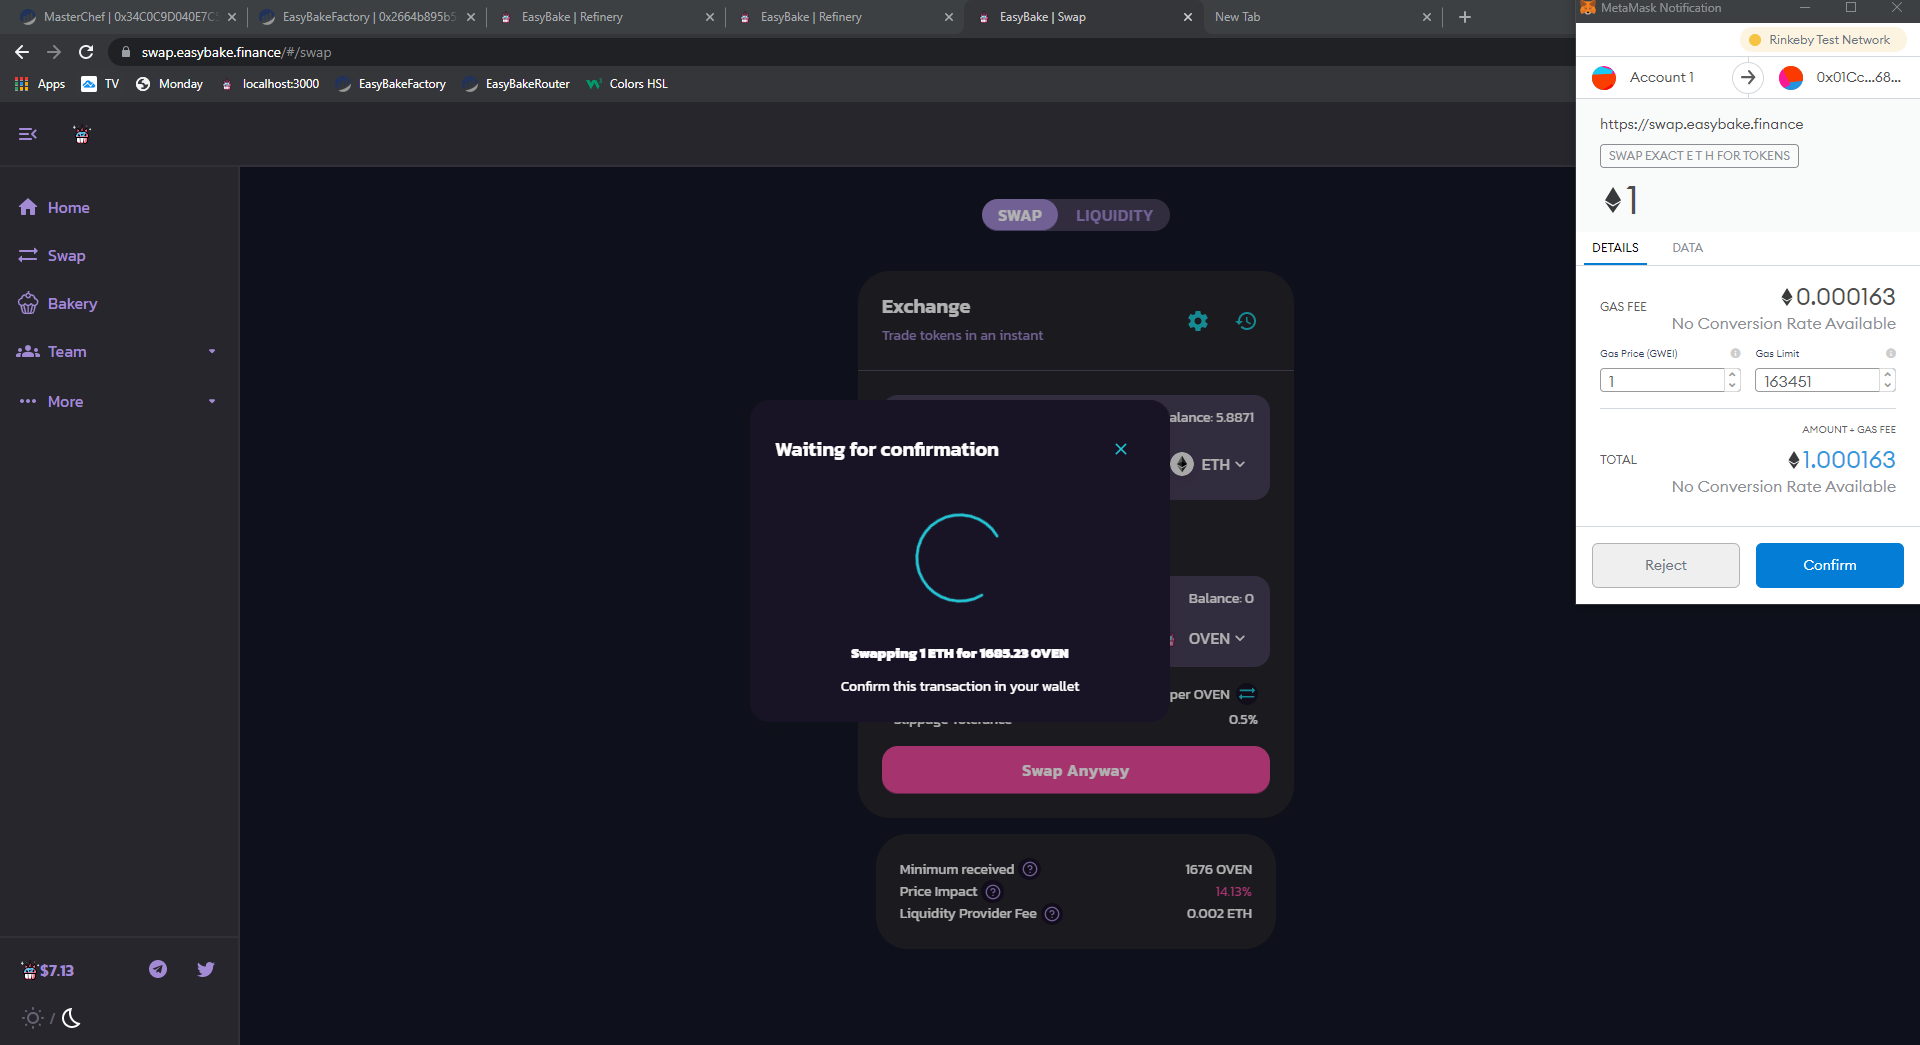 MasterChef | 0x34C0C9D040E7C
EasyBakeFactory | 0x2664b895b5
EasyBake | Refinery
EasyBake | Refinery
EasyBake | Swap
New Tab
swap.easybake.finance/#/swap
Apps
TV
Monday
localhost:3000
EasyBakeFactory
EasyBakeRouter
Colors HSL
Home
Swap
Bakery
Team
More
$7.13
/
SWAP
LIQUIDITY
Exchange
Trade tokens in an instant
alance: 5.8871
ETH
Balance: 0
OVEN
per OVEN
Slippage Tolerance
0.5%
Swap Anyway
Minimum received
1676 OVEN
Price Impact
14.13%
Liquidity Provider Fee
0.002 ETH
Waiting for confirmation
Swapping 1 ETH for 1685.23 OVEN
Confirm this transaction in your wallet
MetaMask Notification
Rinkeby Test Network
Account 1
0x01Cc...68...
https://swap.easybake.finance
SWAP EXACT E T H FOR TOKENS
1
DETAILS
DATA
GAS FEE
0.000163
No Conversion Rate Available
Gas Price (GWEI)
Gas Limit
1
163451
AMOUNT + GAS FEE
TOTAL
1.000163
No Conversion Rate Available
Reject
Confirm